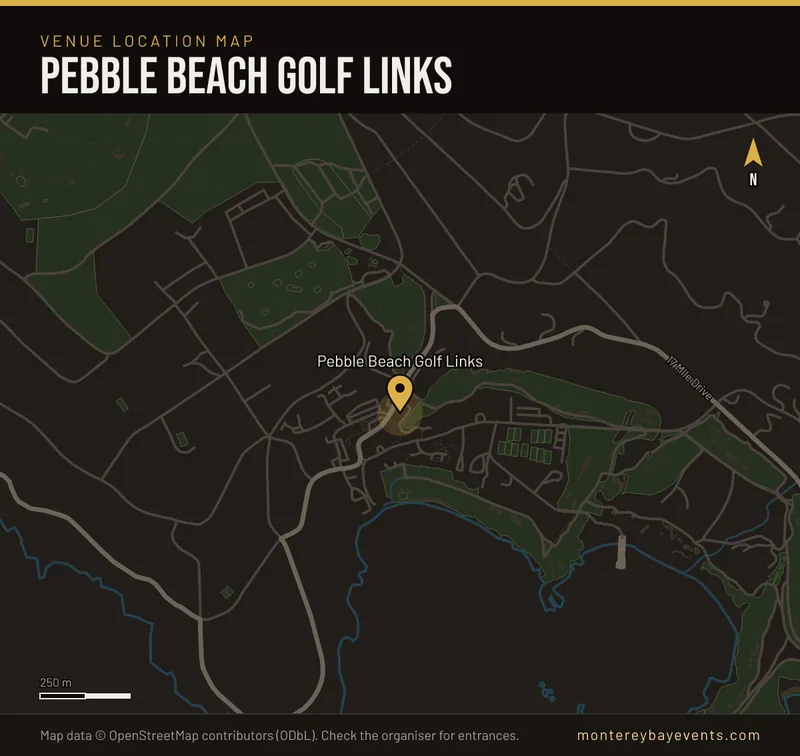 VENUE LOCATION MAP
PEBBLE BEACH GOLF LINKS
N
Pebble Beach Golf Links
17 Mile Drive
250 m
Map data © OpenStreetMap contributors (ODbL). Check the organiser for entrances.
montereybayevents.com